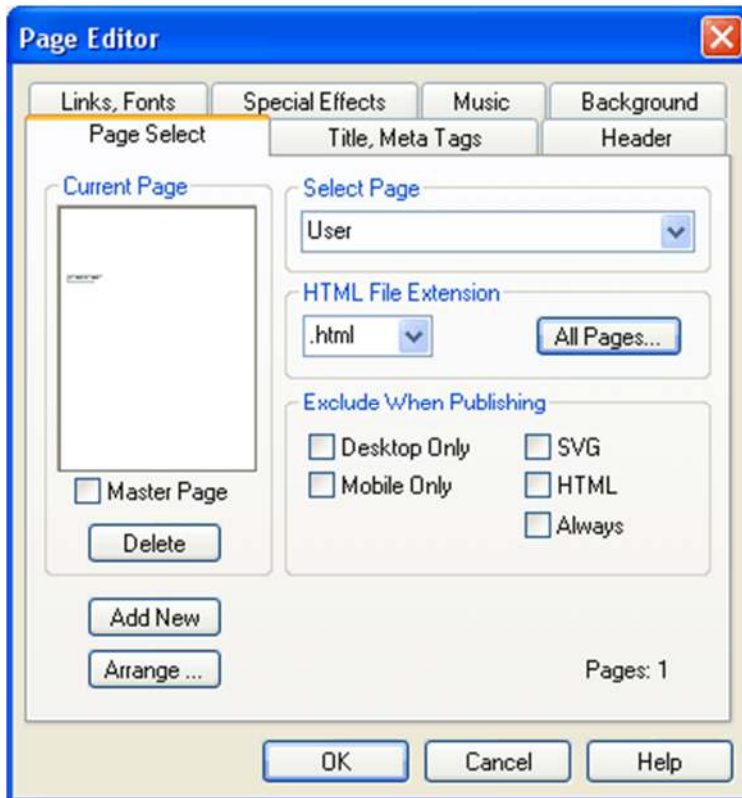 Page Editor
Links, Fonts
Special Effects
Music
Background
Page Select
Title, Meta Tags
Header
Current Page
Master Page
Delete
Add New
Arrange ...
Select Page
User
HTML File Extension
.html
All Pages...
Exclude When Publishing
Desktop Only
SVG
Mobile Only
HTML
Always
Pages: 1
OK
Cancel
Help